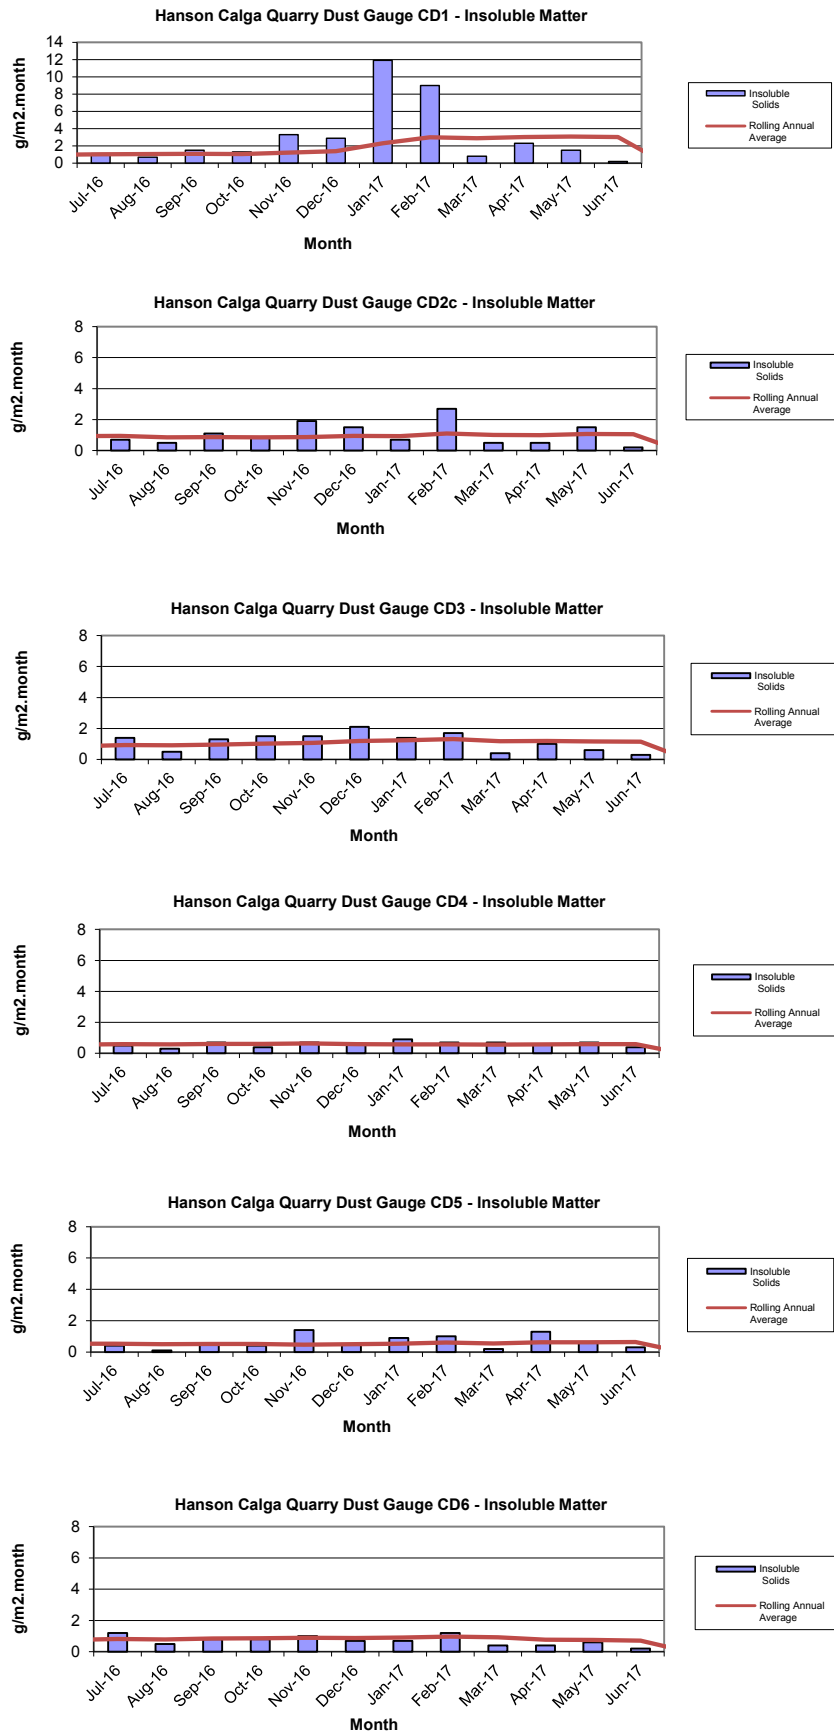 Hanson Calga Quarry Dust Gauge CD1 - Insoluble Matter
g/m2.month
14
12
10
8
6
4
2
0
Jul-16 Aug-16 Sep-16 Oct-16 Nov-16 Dec-16 Jan-17 Feb-17 Mar-17 Apr-17 May-17 Jun-17
Month
Insoluble
Solids
Rolling Annual
Average
Hanson Calga Quarry Dust Gauge CD2c - Insoluble Matter
g/m2.month
8
6
4
2
0
Jul-16 Aug-16 Sep-16 Oct-16 Nov-16 Dec-16 Jan-17 Feb-17 Mar-17 Apr-17 May-17 Jun-17
Month
Insoluble
Solids
Rolling Annual
Average
Hanson Calga Quarry Dust Gauge CD3 - Insoluble Matter
g/m2.month
8
6
4
2
0
Jul-16 Aug-16 Sep-16 Oct-16 Nov-16 Dec-16 Jan-17 Feb-17 Mar-17 Apr-17 May-17 Jun-17
Month
Insoluble
Solids
Rolling Annual
Average
Hanson Calga Quarry Dust Gauge CD4 - Insoluble Matter
g/m2.month
8
6
4
2
0
Jul-16 Aug-16 Sep-16 Oct-16 Nov-16 Dec-16 Jan-17 Feb-17 Mar-17 Apr-17 May-17 Jun-17
Month
Insoluble
Solids
Rolling Annual
Average
Hanson Calga Quarry Dust Gauge CD5 - Insoluble Matter
g/m2.month
8
6
4
2
0
Jul-16 Aug-16 Sep-16 Oct-16 Nov-16 Dec-16 Jan-17 Feb-17 Mar-17 Apr-17 May-17 Jun-17
Month
Insoluble
Solids
Rolling Annual
Average
Hanson Calga Quarry Dust Gauge CD6 - Insoluble Matter
g/m2.month
8
6
4
2
0
Jul-16 Aug-16 Sep-16 Oct-16 Nov-16 Dec-16 Jan-17 Feb-17 Mar-17 Apr-17 May-17 Jun-17
Month
Insoluble
Solids
Rolling Annual
Average